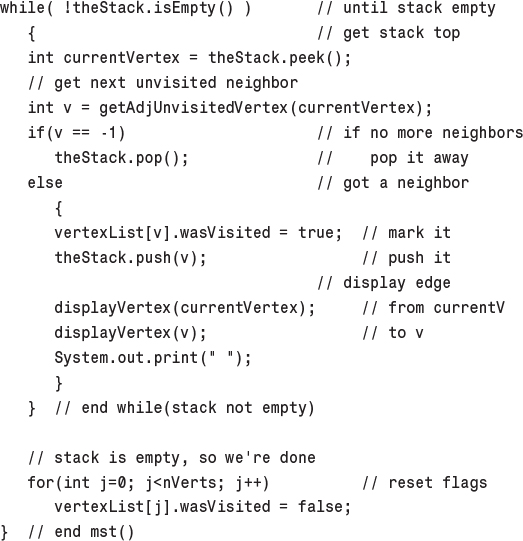 while( !theStack.isEmpty() )       // until stack empty
   {                               // get stack top
   int currentVertex = theStack.peek();
   // get next unvisited neighbor
   int v = getAdjUnvisitedVertex(currentVertex);
   if(v == -1)                     // if no more neighbors
      theStack.pop();              //    pop it away
   else                            // got a neighbor
      {
      vertexList[v].wasVisited = true;  // mark it
      theStack.push(v);                 // push it
                                   // display edge
      displayVertex(currentVertex);     // from currentV
      displayVertex(v);                 // to v
      System.out.print(" ");
      }
   }  // end while(stack not empty)

   // stack is empty, so we're done
   for(int j=0; j<nVerts; j++)          // reset flags
      vertexList[j].wasVisited = false;
}  // end mst()